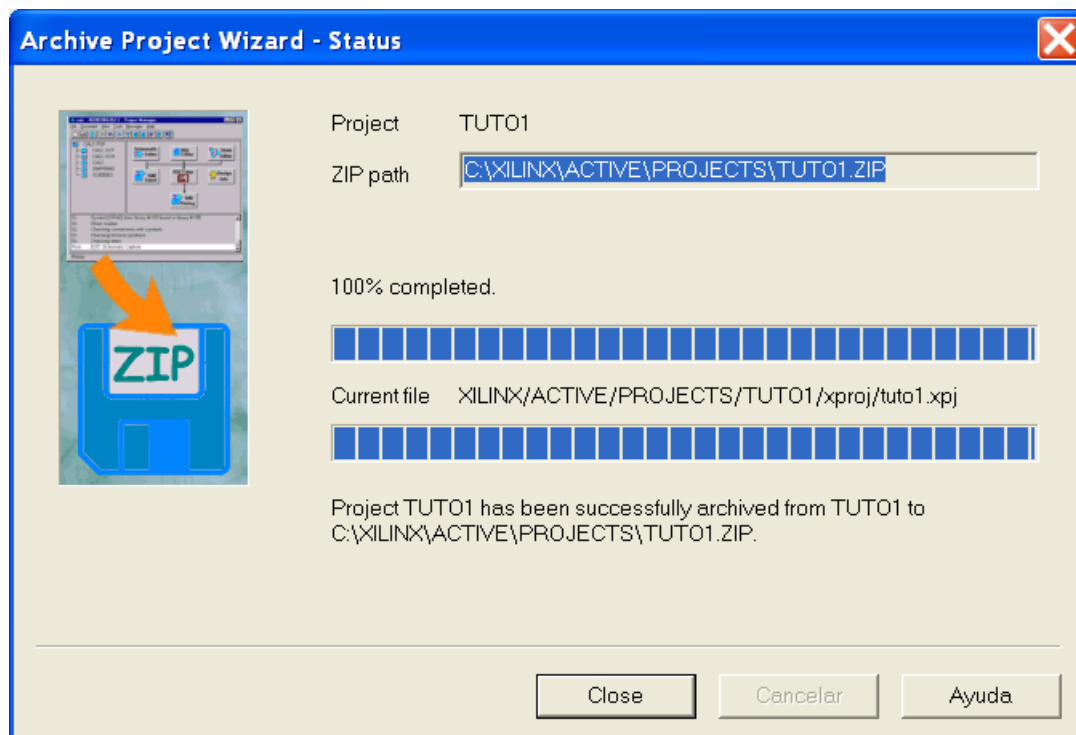 Archive Project Wizard - Status
Project TUTO1
ZIP path C:\XILINX\ACTIVE\PROJECTS\TUTO1.ZIP
100% completed.
Current file XILINX/ACTIVE/PROJECTS/TUTO1/xproj/tuto1.xpj
ZIP
Project TUTO1 has been successfully archived from TUTO1 to
C:\XILINX\ACTIVE\PROJECTS\TUTO1.ZIP.
Close Cancelar Ayuda